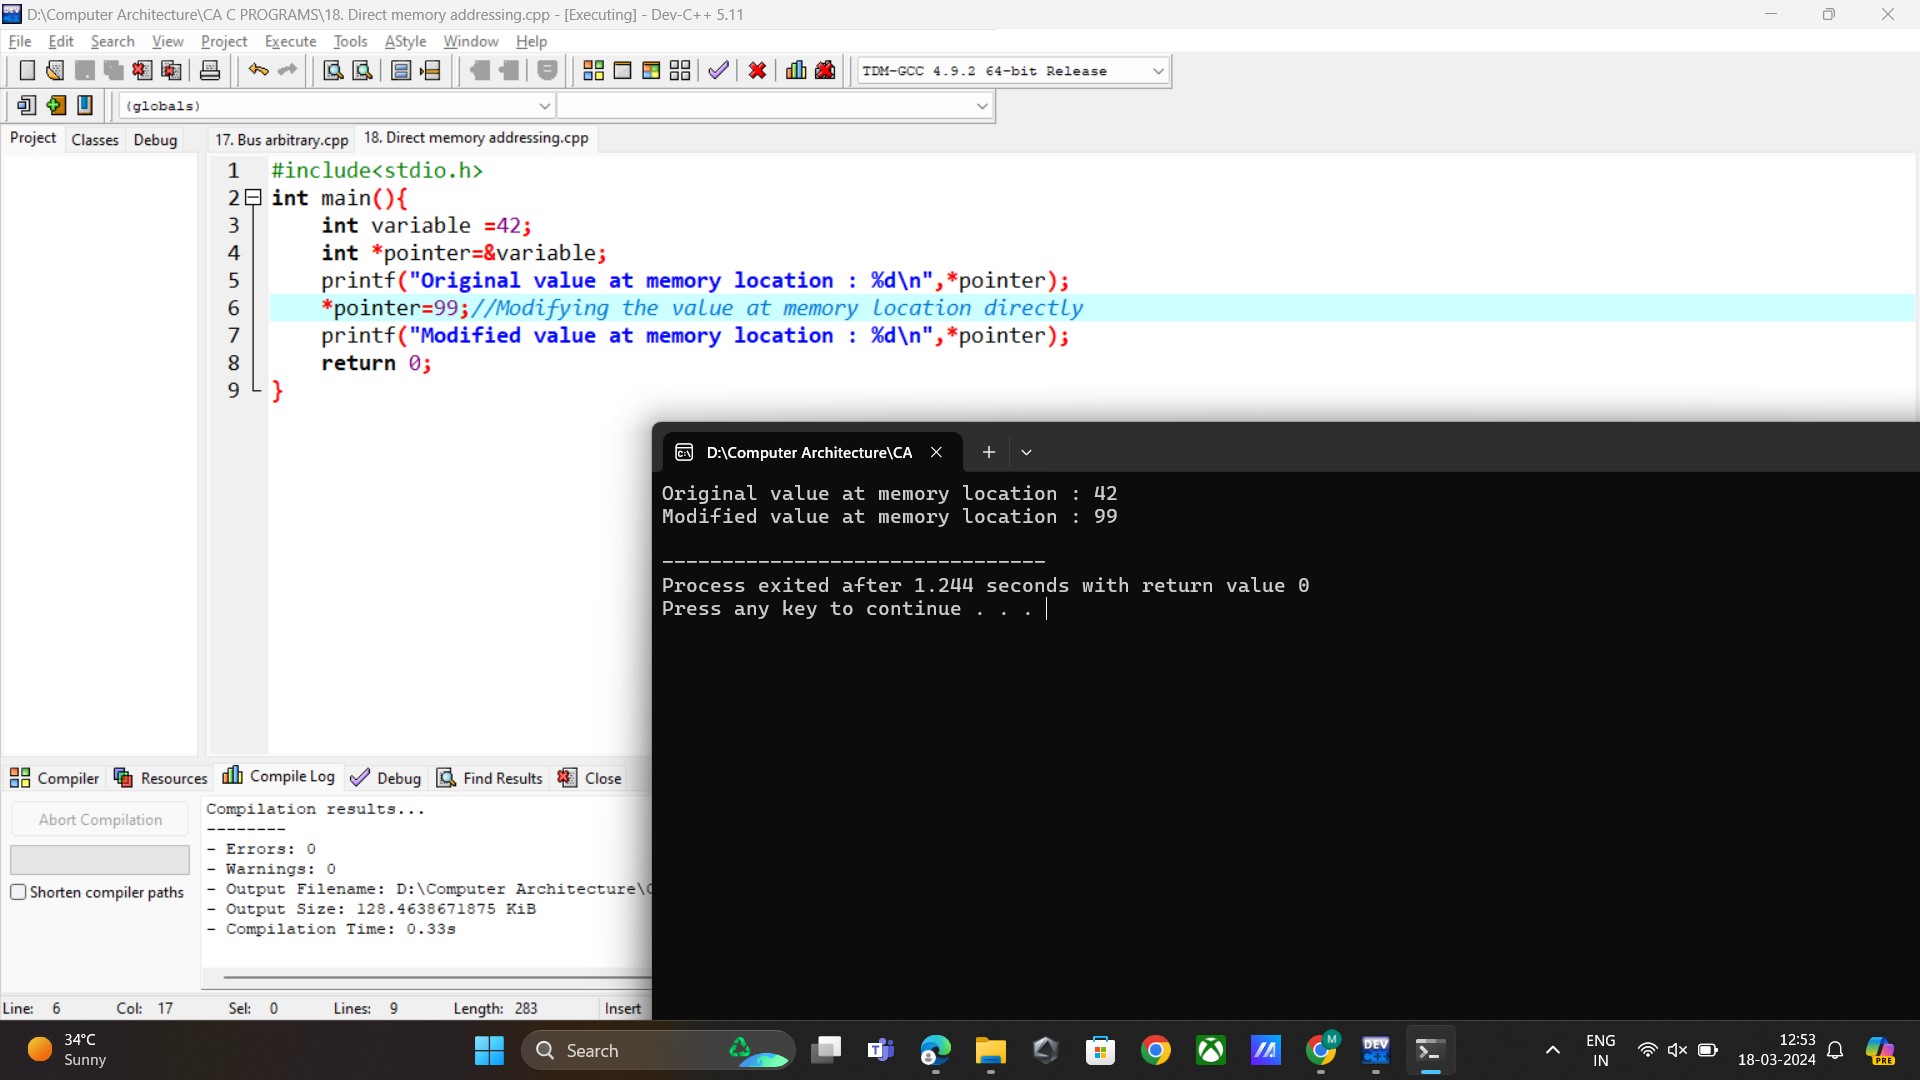 D:\Computer Architecture\CA C PROGRAMS\18. Direct memory addressing.cpp - [Executing] - Dev-C++ 5.11
File Edit Search View Project Execute Tools AStyle Window Help
TDM-GCC 4.9.2 64-bit Release
(globals)
Project Classes Debug 17. Bus arbitrary.cpp 18. Direct memory addressing.cpp
1 #include<stdio.h>
2 int main(){
3 int variable =42;
4 int *pointer=&variable;
5 printf("Original value at memory location : %d\n",*pointer);
6 *pointer=99;//Modifying the value at memory location directly
7 printf("Modified value at memory location : %d\n",*pointer);
8 return 0;
9 }
D:\Computer Architecture\CA
Original value at memory location : 42
Modified value at memory location : 99
--------------------------------
Process exited after 1.244 seconds with return value 0
Press any key to continue . . .
Compiler Resources Compile Log Debug Find Results Close
Abort Compilation
Shorten compiler paths
Compilation results...
--------
- Errors: 0
- Warnings: 0
- Output Filename: D:\Computer Architecture\
- Output Size: 128.4638671875 KiB
- Compilation Time: 0.33s
Line: 6 Col: 17 Sel: 0 Lines: 9 Length: 283 Insert
34°C
Sunny
Search
DEV
M
ENG
IN
12:53
18-03-2024
PRE